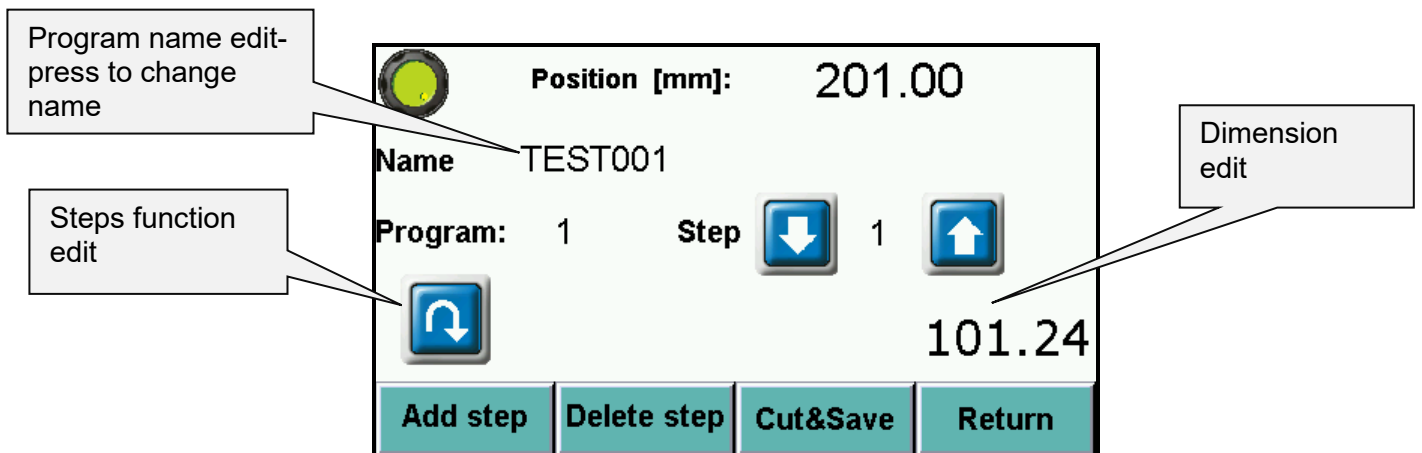 Program name edit-
press to change
name
Position [mm]: 201.00
Name TEST001
Dimension
edit
Steps function
edit
Program: 1 Step 1
101.24
Add step Delete step Cut&Save Return